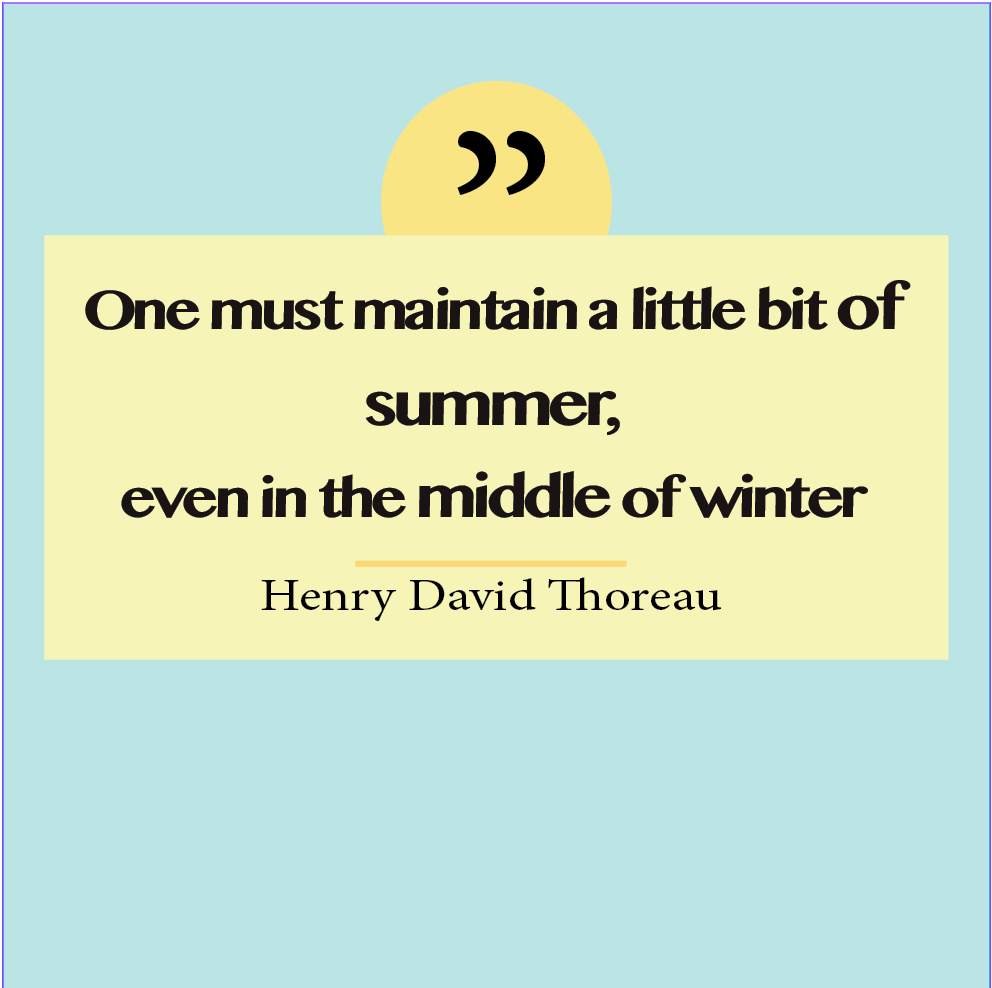 ”
One must maintain a little bit of
summer,
even in the middle of winter
Henry David Thoreau